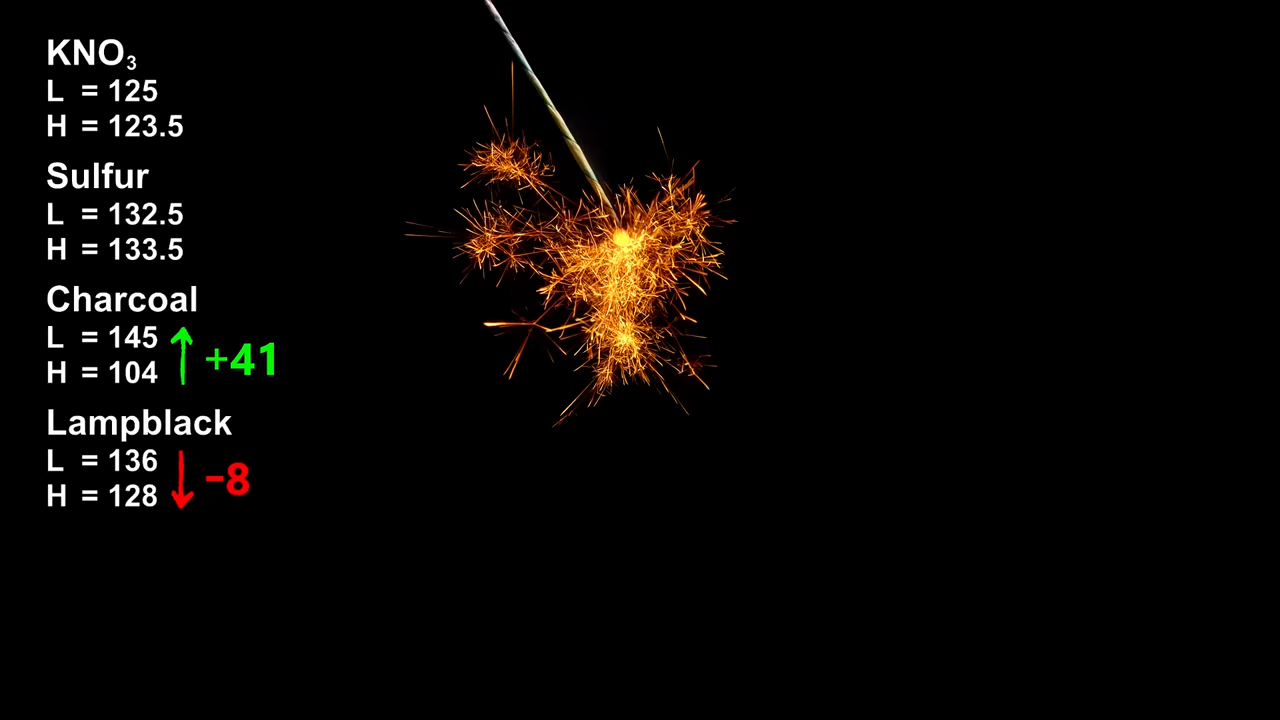 KNO₃
L = 125
H = 123.5
Sulfur
L = 132.5
H = 133.5
Charcoal
L = 145
H = 104
+41
Lampblack
L = 136
H = 128
-8